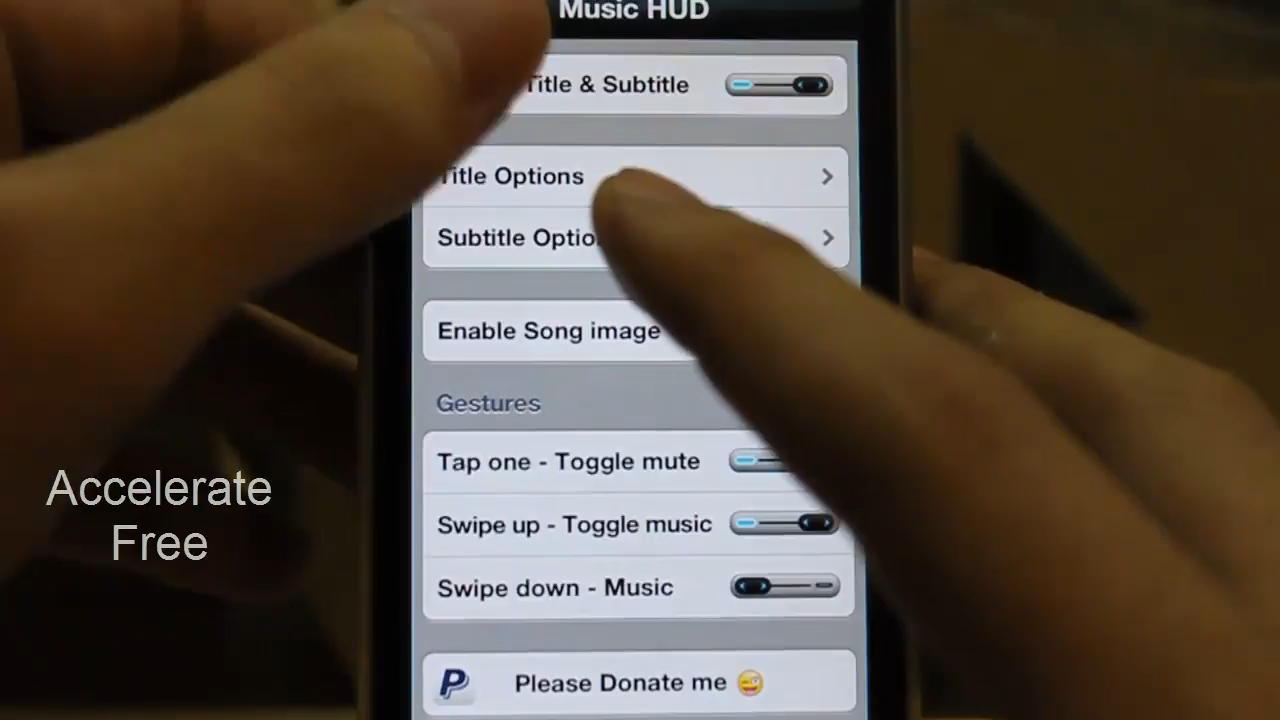 Music HUD
Title & Subtitle
Title Options
Subtitle Optio
Enable Song image
Gestures
Tap one - Toggle mute
Swipe up - Toggle music
Swipe down - Music
Please Donate me 😜
Accelerate
Free